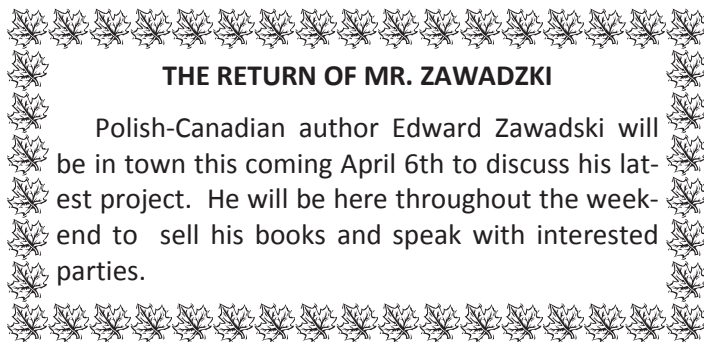 THE RETURN OF MR. ZAWADZKI
Polish-Canadian author Edward Zawadski will
be in town this coming April 6th to discuss his lat-
est project.  He will be here throughout the week-
end to  sell his books and speak with interested
parties.